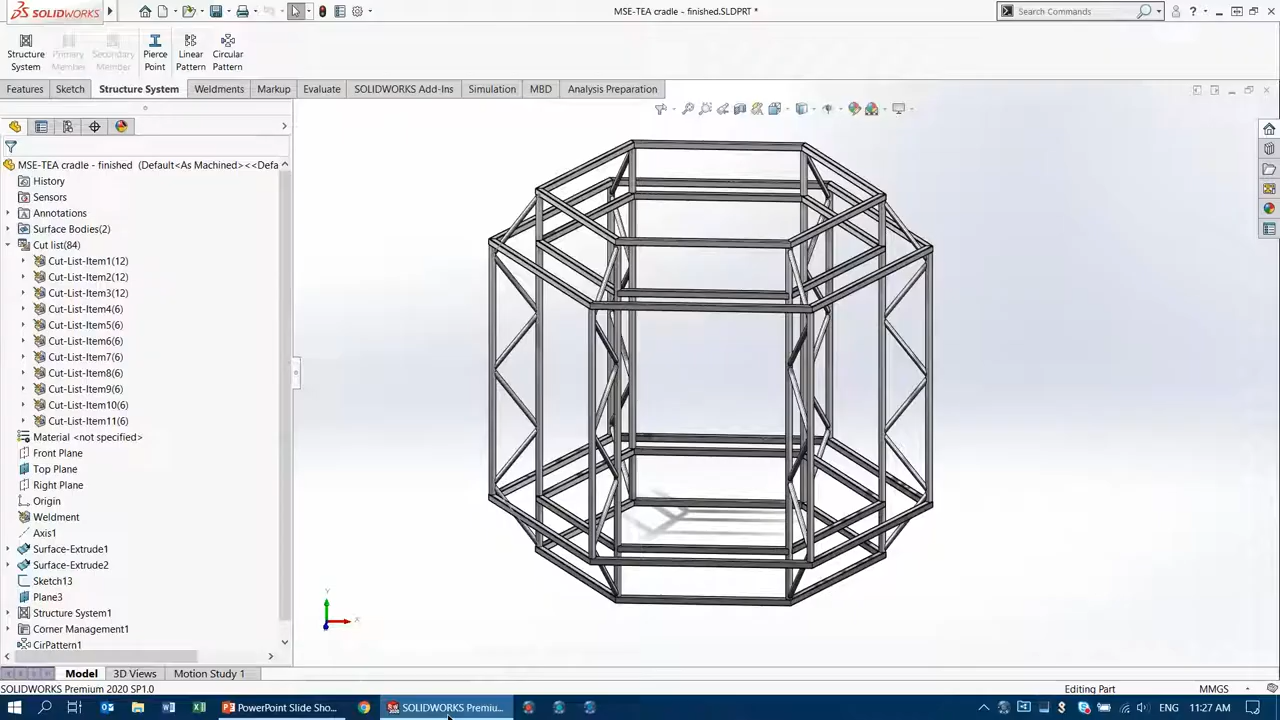 SOLIDWORKS
MSE-TEA cradle - finished.SLDPRT *
Search Commands
Structure System
Primary Member
Secondary Member
Pierce Point
Linear Pattern
Circular Pattern
Features
Sketch
Structure System
Weldments
Markup
Evaluate
SOLIDWORKS Add-Ins
Simulation
MBD
Analysis Preparation
MSE-TEA cradle - finished (Default<As Machined><<Defa
History
Sensors
Annotations
Surface Bodies(2)
Cut list(84)
Cut-List-Item1(12)
Cut-List-Item2(12)
Cut-List-Item3(12)
Cut-List-Item4(6)
Cut-List-Item5(6)
Cut-List-Item6(6)
Cut-List-Item7(6)
Cut-List-Item8(6)
Cut-List-Item9(6)
Cut-List-Item10(6)
Cut-List-Item11(6)
Material <not specified>
Front Plane
Top Plane
Right Plane
Origin
Weldment
Axis1
Surface-Extrude1
Surface-Extrude2
Sketch13
Plane3
Structure System1
Corner Management1
CirPattern1
Y
X
Model
3D Views
Motion Study 1
SOLIDWORKS Premium 2020 SP1.0
Editing Part
MMGS
PowerPoint Slide Sho...
SOLIDWORKS Premiu...
ENG
11:27 AM